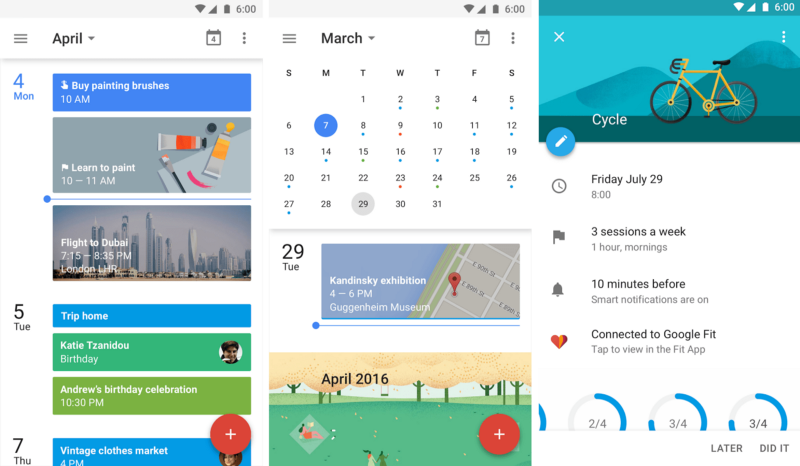 6:00
April
4
4
Mon
Buy painting brushes
10 AM
Learn to paint
10 — 11 AM
Flight to Dubai
7:15 — 8:35 PM
London LHR
5
Tue
Trip home
Katie Tzanidou
Birthday
Andrew's birthday celebration
10:30 PM
7
Thu
Vintage clothes market
4 PM
6:00
March
7
S M T W T F S
1 2 3 4 5
6 7 8 9 10 11 12
13 14 15 16 17 18 19
20 21 22 23 24 25 26
27 28 29 30 31
29
Tue
Kandinsky exhibition
4 — 6 PM
Guggenheim Museum
E 90th St
E 89th St
April 2016
6:00
Cycle
Friday July 29
8:00
3 sessions a week
1 hour, mornings
10 minutes before
Smart notifications are on
Connected to Google Fit
Tap to view in the Fit App
2/4 3/4 3/4
LATER DID IT